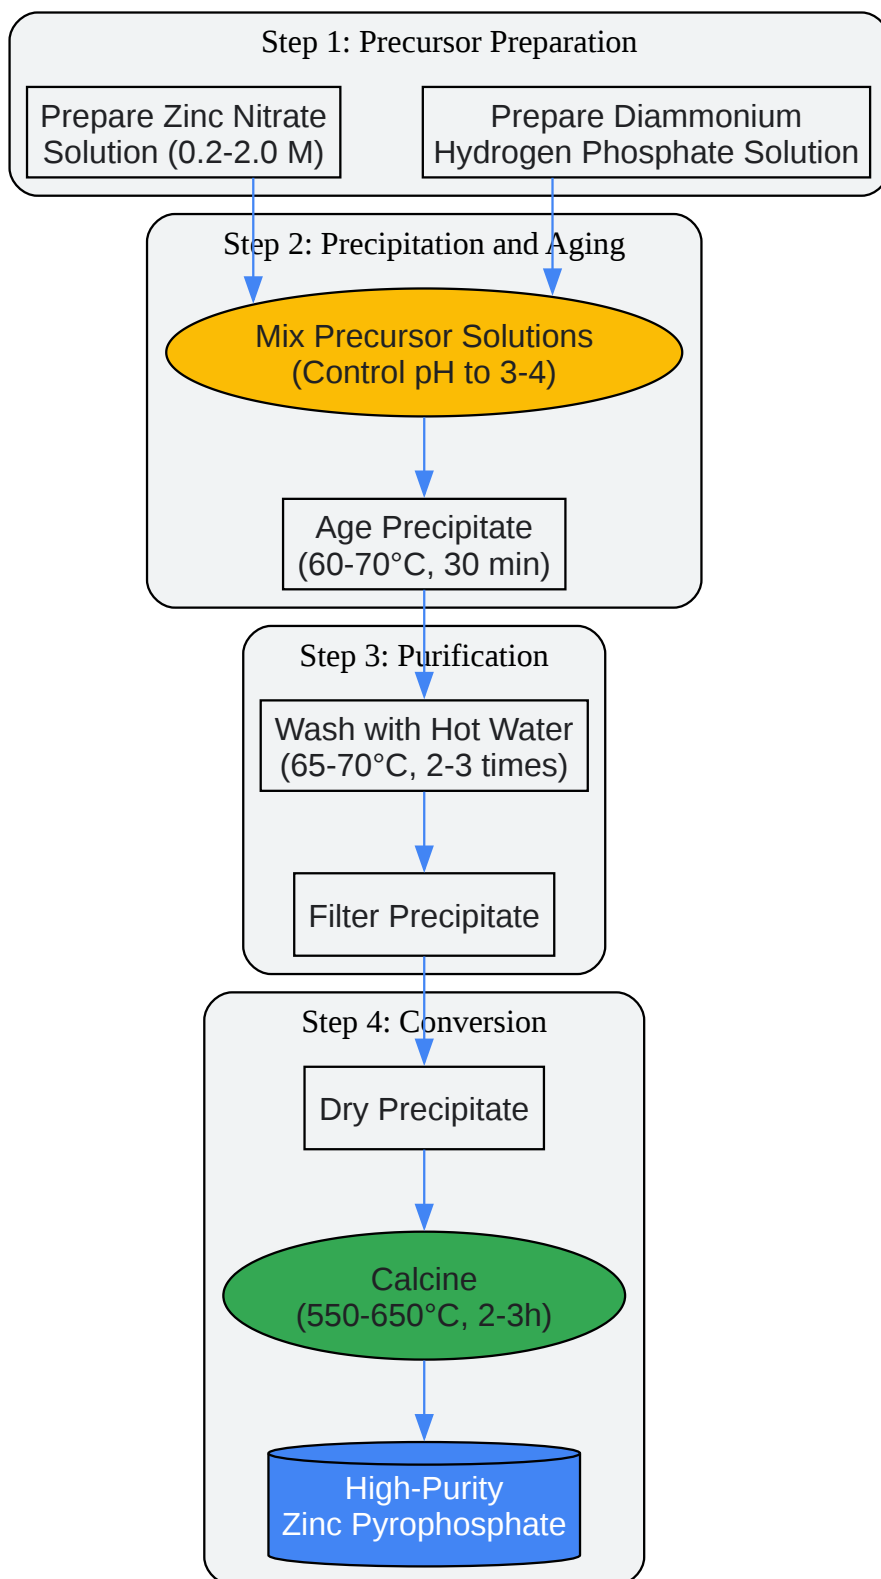 Step 1: Precursor Preparation
Prepare Zinc Nitrate
Solution (0.2-2.0 M)
Prepare Diammonium
Hydrogen Phosphate Solution
Step 2: Precipitation and Aging
Mix Precursor Solutions
(Control pH to 3-4)
Age Precipitate
(60-70°C, 30 min)
Step 3: Purification
Wash with Hot Water
(65-70°C, 2-3 times)
Filter Precipitate
Step 4: Conversion
Dry Precipitate
Calcine
(550-650°C, 2-3h)
High-Purity
Zinc Pyrophosphate